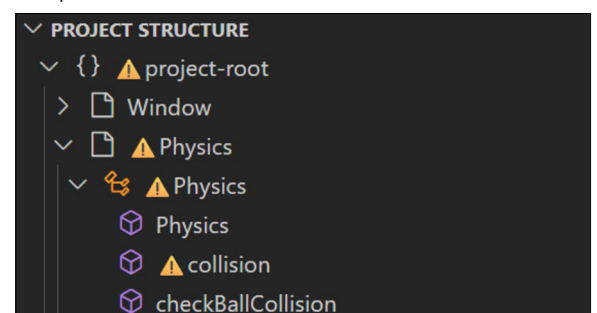 PROJECT STRUCTURE
{} project-root
Window
Physics
Physics
Physics
collision
checkBallCollision